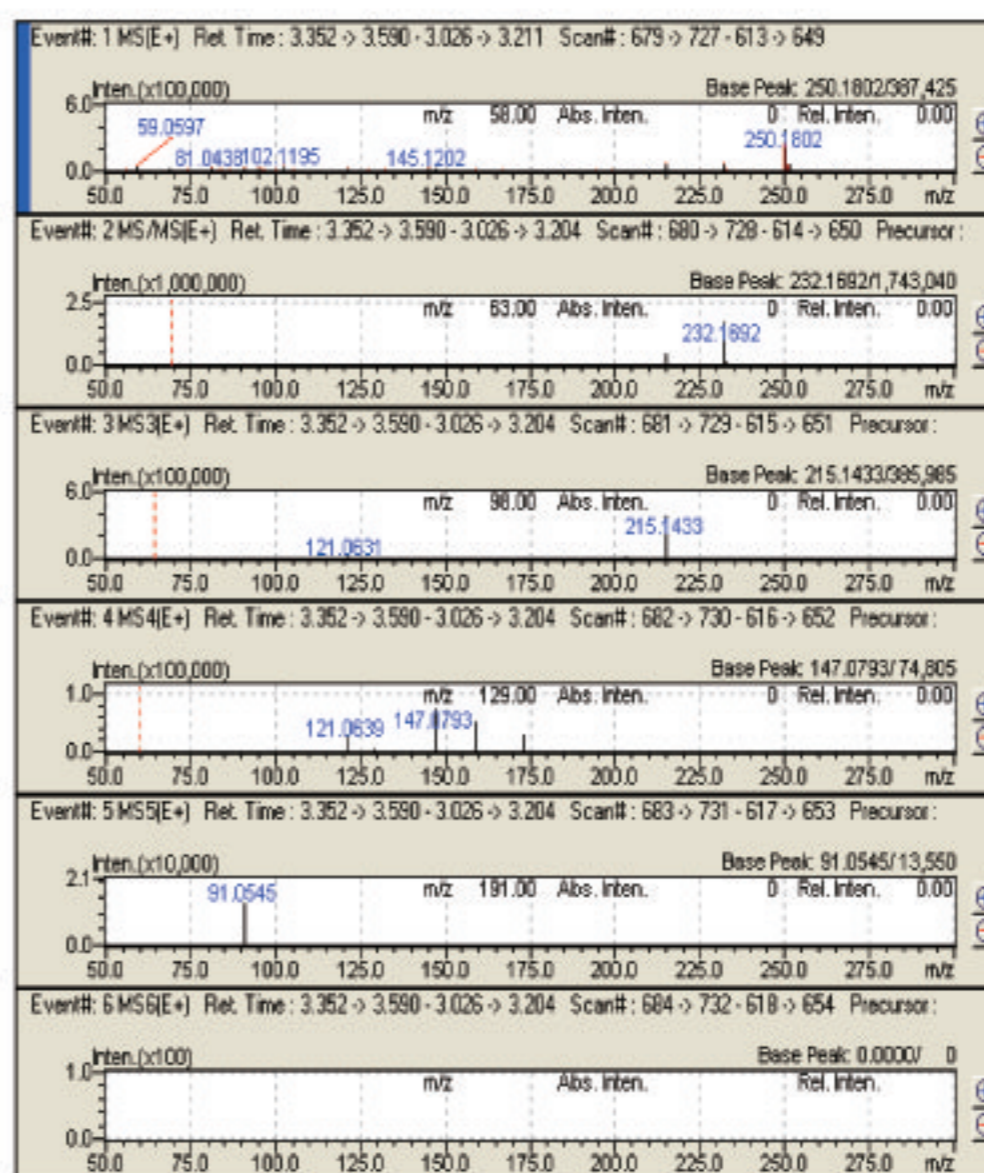 Event#: 1 MS(E+) Ret. Time : 3.352 -> 3.590 - 3.026 -> 3.211 Scan# : 679 -> 727 - 613 -> 649
Inten.(x100,000) Base Peak: 250.1802/387,425
6.0 m/z 58.00 Abs. Inten. 0 Rel. Inten. 0.00
59.0597 250.1802
81.0438 102.1195 145.1202
0.0
50.0 75.0 100.0 125.0 150.0 175.0 200.0 225.0 250.0 275.0 m/z
Event#: 2 MS/MS(E+) Ret. Time : 3.352 -> 3.590 - 3.026 -> 3.204 Scan# : 680 -> 728 - 614 -> 650 Precursor :
Inten.(x1,000,000) Base Peak: 232.1692/1,743,040
2.5 m/z 63.00 Abs. Inten. 0 Rel. Inten. 0.00
232.1692
0.0
50.0 75.0 100.0 125.0 150.0 175.0 200.0 225.0 250.0 275.0 m/z
Event#: 3 MS3(E+) Ret. Time : 3.352 -> 3.590 - 3.026 -> 3.204 Scan# : 681 -> 729 - 615 -> 651 Precursor :
Inten.(x100,000) Base Peak: 215.1433/385,985
6.0 m/z 98.00 Abs. Inten. 0 Rel. Inten. 0.00
215.1433
121.0631
0.0
50.0 75.0 100.0 125.0 150.0 175.0 200.0 225.0 250.0 275.0 m/z
Event#: 4 MS4(E+) Ret. Time : 3.352 -> 3.590 - 3.026 -> 3.204 Scan# : 682 -> 730 - 616 -> 652 Precursor :
Inten.(x100,000) Base Peak: 147.0793/74,805
1.0 m/z 129.00 Abs. Inten. 0 Rel. Inten. 0.00
121.0639 147.0793
0.0
50.0 75.0 100.0 125.0 150.0 175.0 200.0 225.0 250.0 275.0 m/z
Event#: 5 MS5(E+) Ret. Time : 3.352 -> 3.590 - 3.026 -> 3.204 Scan# : 683 -> 731 - 617 -> 653 Precursor :
Inten.(x10,000) Base Peak: 91.0545/13,550
2.1 m/z 191.00 Abs. Inten. 0 Rel. Inten. 0.00
91.0545
0.0
50.0 75.0 100.0 125.0 150.0 175.0 200.0 225.0 250.0 275.0 m/z
Event#: 6 MS6(E+) Ret. Time : 3.352 -> 3.590 - 3.026 -> 3.204 Scan# : 684 -> 732 - 618 -> 654 Precursor :
Inten.(x100) Base Peak: 0.0000/ 0
1.0 m/z Abs. Inten. Rel. Inten.
0.0
50.0 75.0 100.0 125.0 150.0 175.0 200.0 225.0 250.0 275.0 m/z